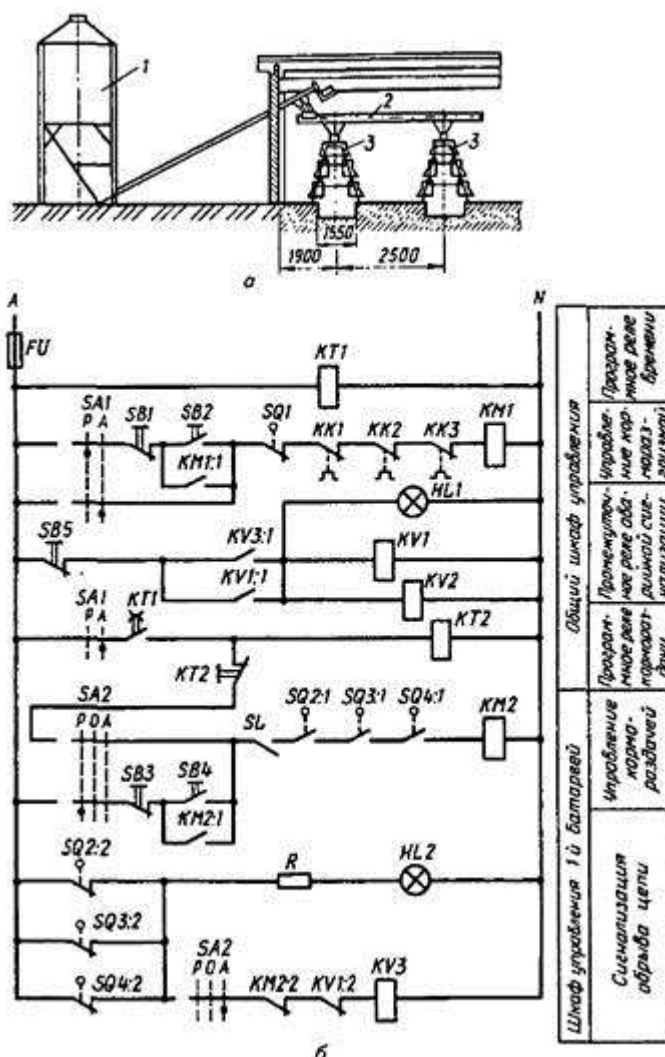 1
2
3
3
1550
1900
2500
а
A
N
FU
KT1
SA1
P A
SB1
SB2
SQ1
KK1
KK2
KK3
KM1
KM1:1
HL1
SB5
KV3:1
KV1
KV1:1
KV2
SA1
P A
KT1
KT2
KT2
SA2
P O A
SL
SQ2:1
SQ3:1
SQ4:1
KM2
SB3
SB4
KM2:1
SQ2:2
R
HL2
SQ3:2
SA2
P O A
SQ4:2
KM2:2
KV1:2
KV3
б
Общий шкаф управления
Програм-
мное реле
времени
Управле-
ние кор-
мораз-
Промежуточ-
ное реле ава-
рийной сиг-
Програм-
мное реле
кормораз-
дачи
Шкаф управления 1й батареей
Управление
кормо-
раздачей
Сигнализация
обрыва цепи